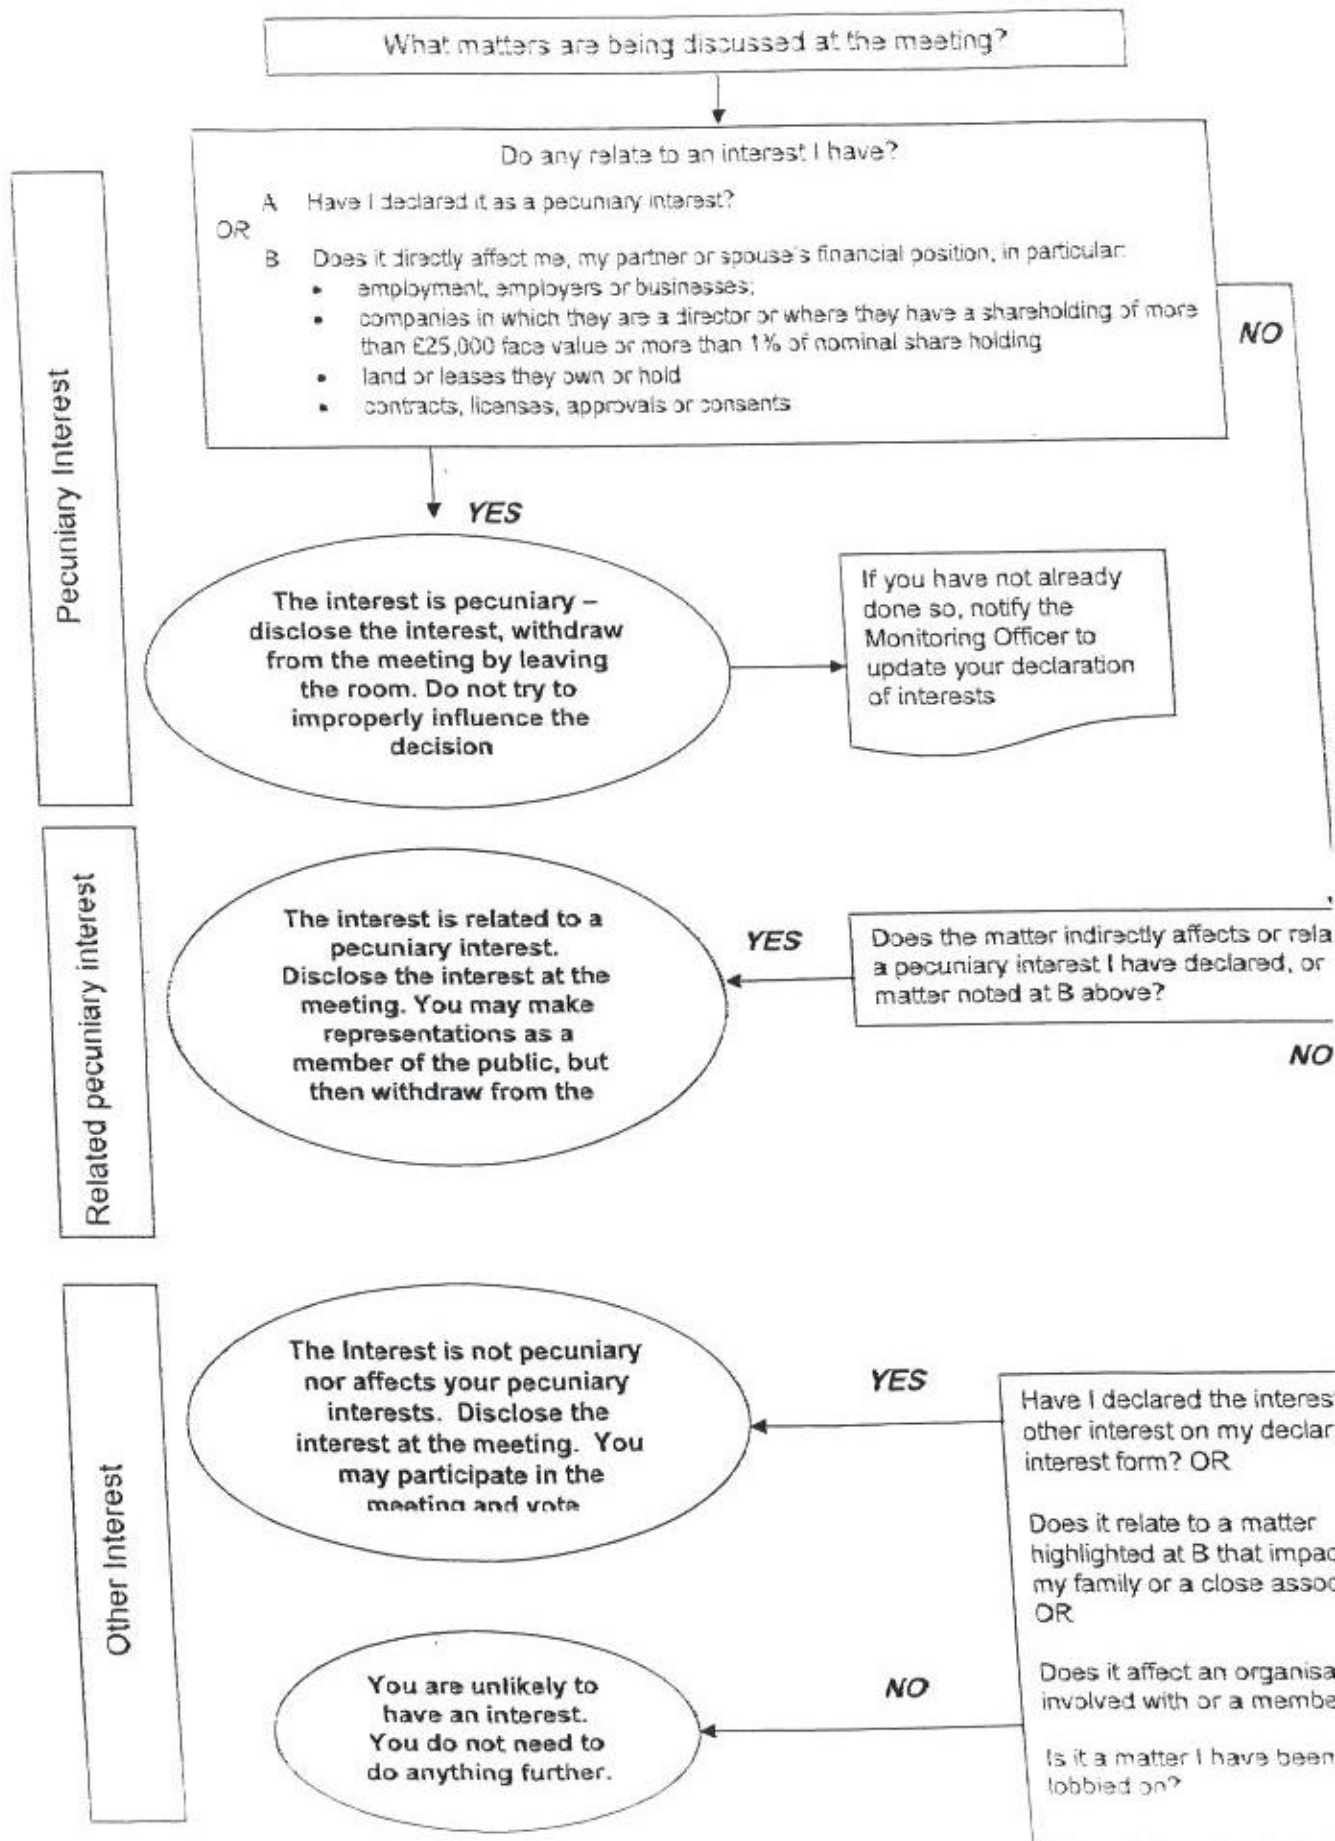 What matters are being discussed at the meeting?
Do any relate to an interest I have?
A Have I declared it as a pecuniary interest?
OR
B Does it directly affect me, my partner or spouse's financial position, in particular:
• employment, employers or businesses;
• companies in which they are a director or where they have a shareholding of more
than £25,000 face value or more than 1% of nominal share holding
• land or leases they own or hold
• contracts, licenses, approvals or consents
NO
Pecuniary Interest
YES
The interest is pecuniary –
disclose the interest, withdraw
from the meeting by leaving
the room. Do not try to
improperly influence the
decision
If you have not already
done so, notify the
Monitoring Officer to
update your declaration
of interests
Related pecuniary interest
The interest is related to a
pecuniary interest.
Disclose the interest at the
meeting. You may make
representations as a
member of the public, but
then withdraw from the
YES
Does the matter indirectly affects or rela
a pecuniary interest I have declared, or
matter noted at B above?
NO
Other Interest
The Interest is not pecuniary
nor affects your pecuniary
interests. Disclose the
interest at the meeting. You
may participate in the
meeting and vote
YES
Have I declared the interes
other interest on my declar
interest form? OR
Does it relate to a matter
highlighted at B that impac
my family or a close assoc
OR
Does it affect an organisa
involved with or a membe
Is it a matter I have been
lobbied on?
NO
You are unlikely to
have an interest.
You do not need to
do anything further.